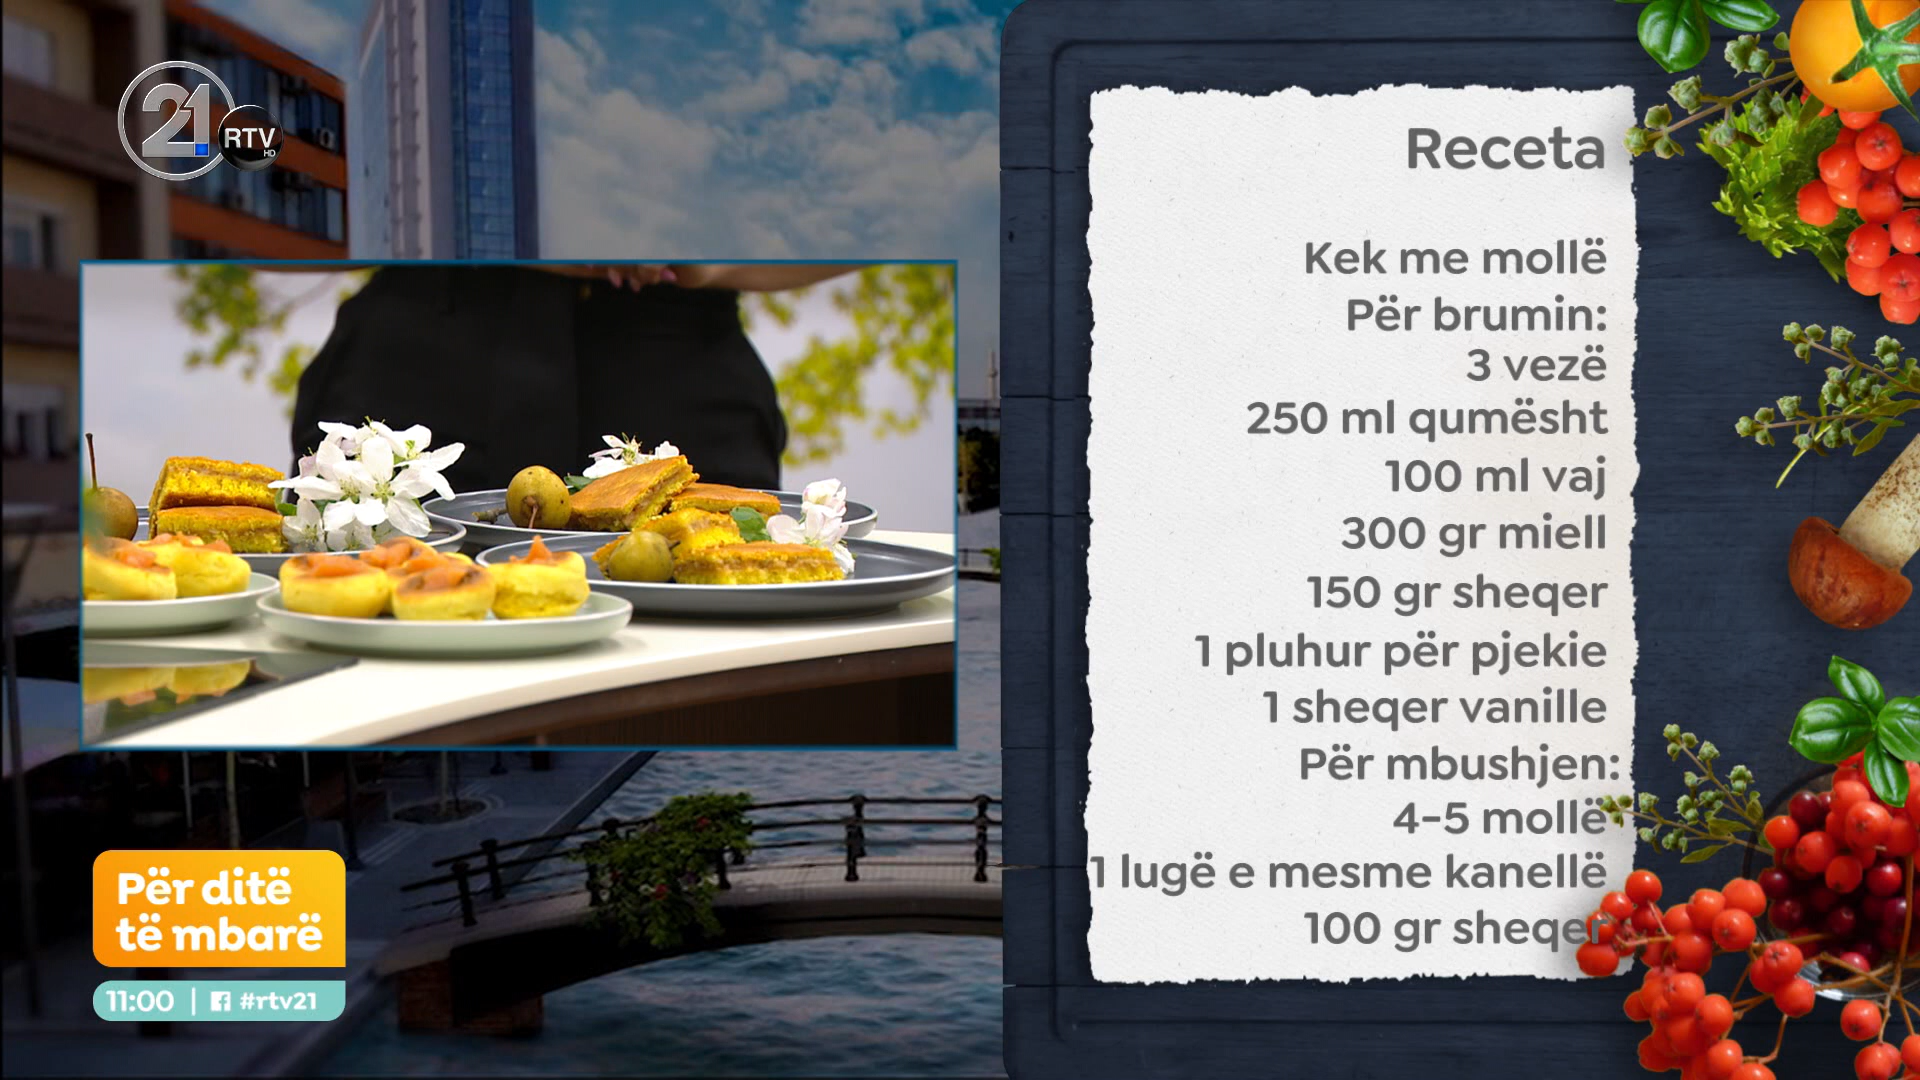 21
RTV
HD
Receta
Kek me mollë
Për brumin:
3 vezë
250 ml qumësht
100 ml vaj
300 gr miell
150 gr sheqer
1 pluhur për pjekie
1 sheqer vanille
Për mbushjen:
4-5 mollë
1 lugë e mesme kanellë
100 gr sheqer
Për ditë
të mbarë
11:00 | #rtv21